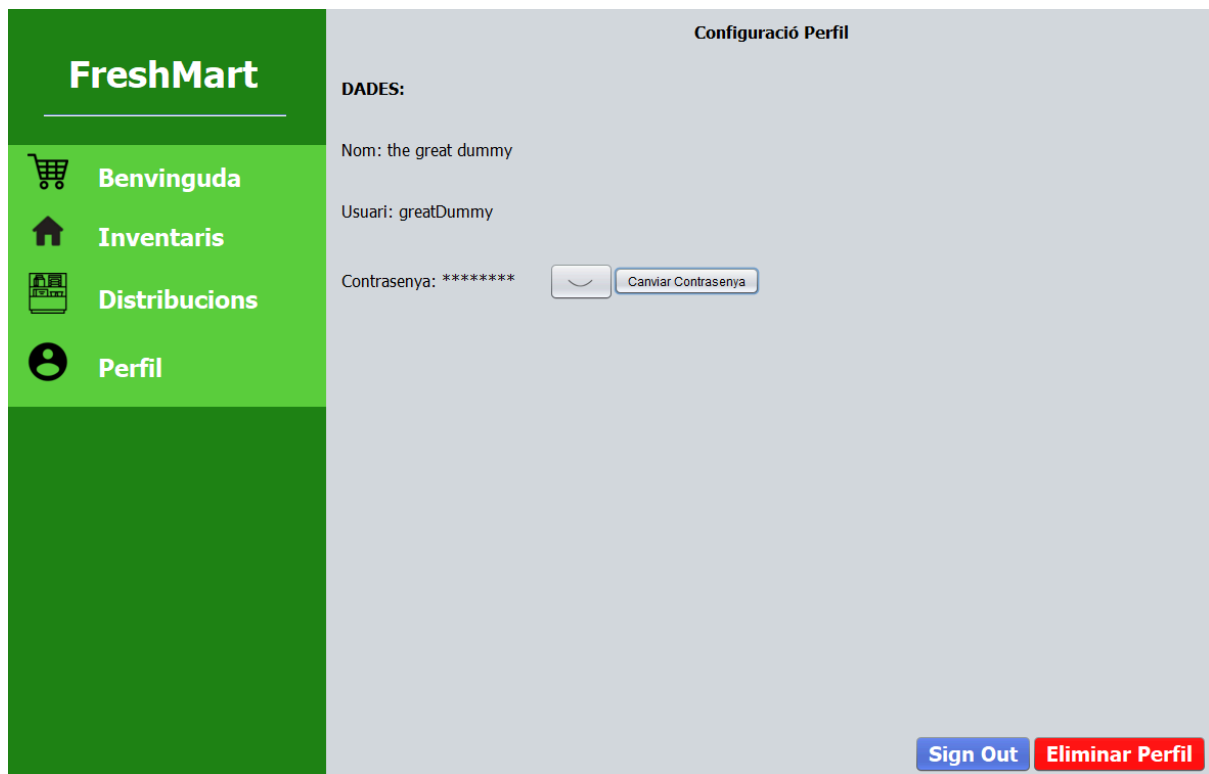 FreshMart
Benvinguda
Inventaris
Distribucions
Perfil
Configuració Perfil
DADES:
Nom: the great dummy
Usuari: greatDummy
Contrasenya: ********
Canviar Contrasenya
Sign Out
Eliminar Perfil